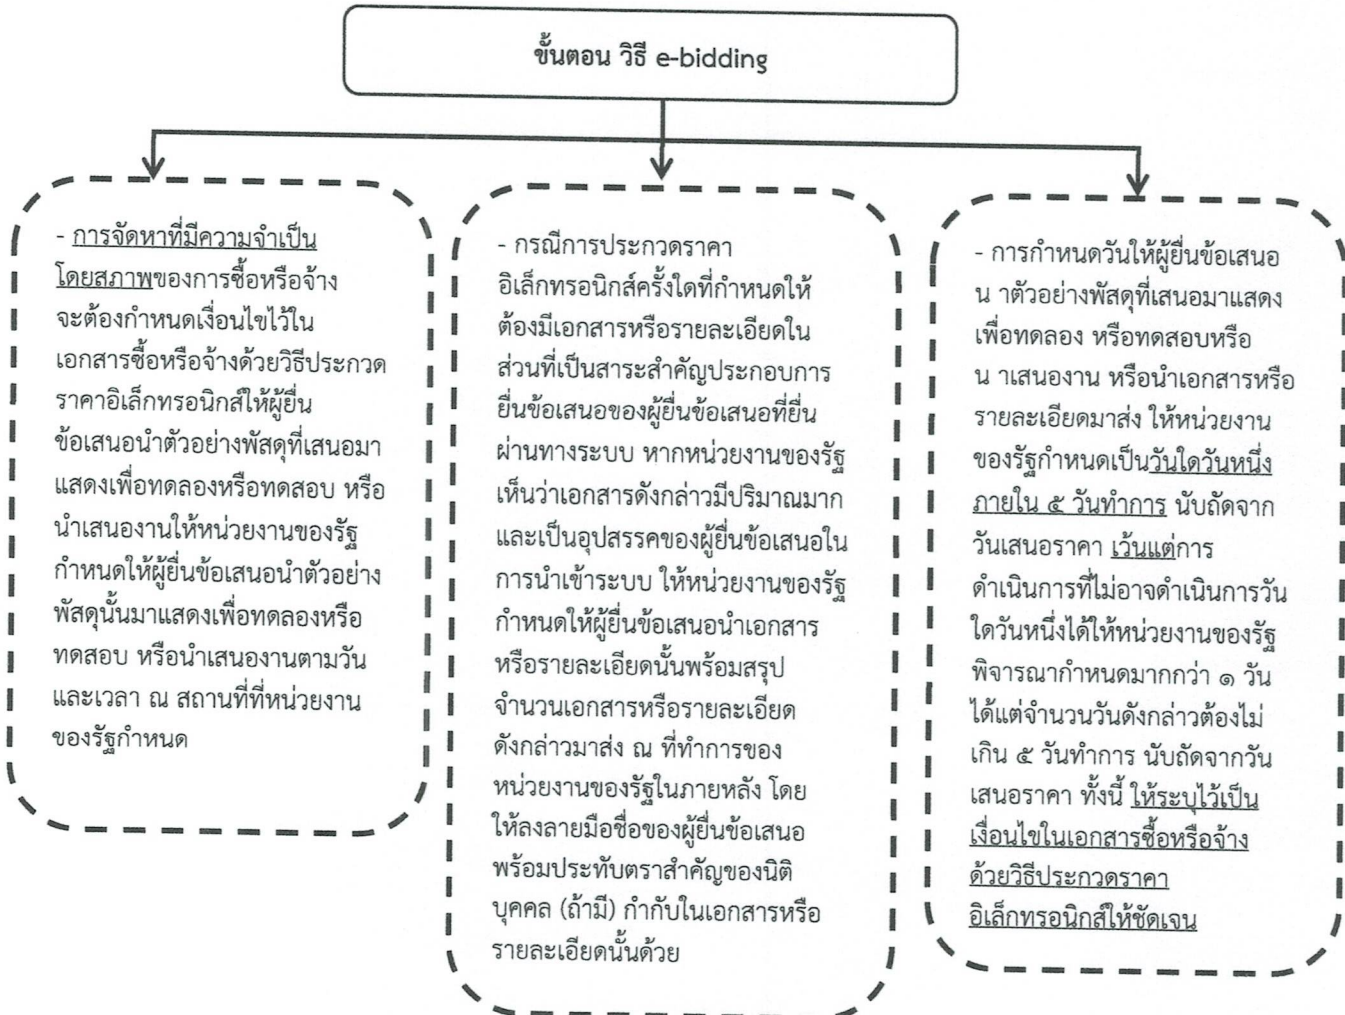 ขั้นตอน วิธี e-bidding
- การจัดหาที่มีความจำเป็น
โดยสภาพของการซื้อหรือจ้าง
จะต้องกำหนดเงื่อนไขไว้ใน
เอกสารซื้อหรือจ้างด้วยวิธีประกวด
ราคาอิเล็กทรอนิกส์ให้ผู้ยื่น
ข้อเสนอนำตัวอย่างพัสดุที่เสนอมา
แสดงเพื่อทดลองหรือทดสอบ หรือ
นำเสนองานให้หน่วยงานของรัฐ
กำหนดให้ผู้ยื่นข้อเสนอนำตัวอย่าง
พัสดุนั้นมาแสดงเพื่อทดลองหรือ
ทดสอบ หรือนำเสนองานตามวัน
และเวลา ณ สถานที่ที่หน่วยงาน
ของรัฐกำหนด
- กรณีการประกวดราคา
อิเล็กทรอนิกส์ครั้งใดที่กำหนดให้
ต้องมีเอกสารหรือรายละเอียดใน
ส่วนที่เป็นสาระสำคัญประกอบการ
ยื่นข้อเสนอของผู้ยื่นข้อเสนอที่ยื่น
ผ่านทางระบบ หากหน่วยงานของรัฐ
เห็นว่าเอกสารดังกล่าวมีปริมาณมาก
และเป็นอุปสรรคของผู้ยื่นข้อเสนอใน
การนำเข้าระบบ ให้หน่วยงานของรัฐ
กำหนดให้ผู้ยื่นข้อเสนอนำเอกสาร
หรือรายละเอียดนั้นพร้อมสรุป
จำนวนเอกสารหรือรายละเอียด
ดังกล่าวมาส่ง ณ ที่ทำการของ
หน่วยงานของรัฐในภายหลัง โดย
ให้ลงลายมือชื่อของผู้ยื่นข้อเสนอ
พร้อมประทับตราสำคัญของนิติ
บุคคล (ถ้ามี) กำกับในเอกสารหรือ
รายละเอียดนั้นด้วย
- การกำหนดวันให้ผู้ยื่นข้อเสนอ
น าตัวอย่างพัสดุที่เสนอมาแสดง
เพื่อทดลอง หรือทดสอบหรือ
น าเสนองาน หรือนำเอกสารหรือ
รายละเอียดมาส่ง ให้หน่วยงาน
ของรัฐกำหนดเป็นวันใดวันหนึ่ง
ภายใน ๕ วันทำการ นับถัดจาก
วันเสนอราคา เว้นแต่การ
ดำเนินการที่ไม่อาจดำเนินการวัน
ใดวันหนึ่งได้ให้หน่วยงานของรัฐ
พิจารณากำหนดมากกว่า ๑ วัน
ได้แต่จำนวนวันดังกล่าวต้องไม่
เกิน ๕ วันทำการ นับถัดจากวัน
เสนอราคา ทั้งนี้ ให้ระบุไว้เป็น
เงื่อนไขในเอกสารซื้อหรือจ้าง
ด้วยวิธีประกวดราคา
อิเล็กทรอนิกส์ให้ชัดเจน